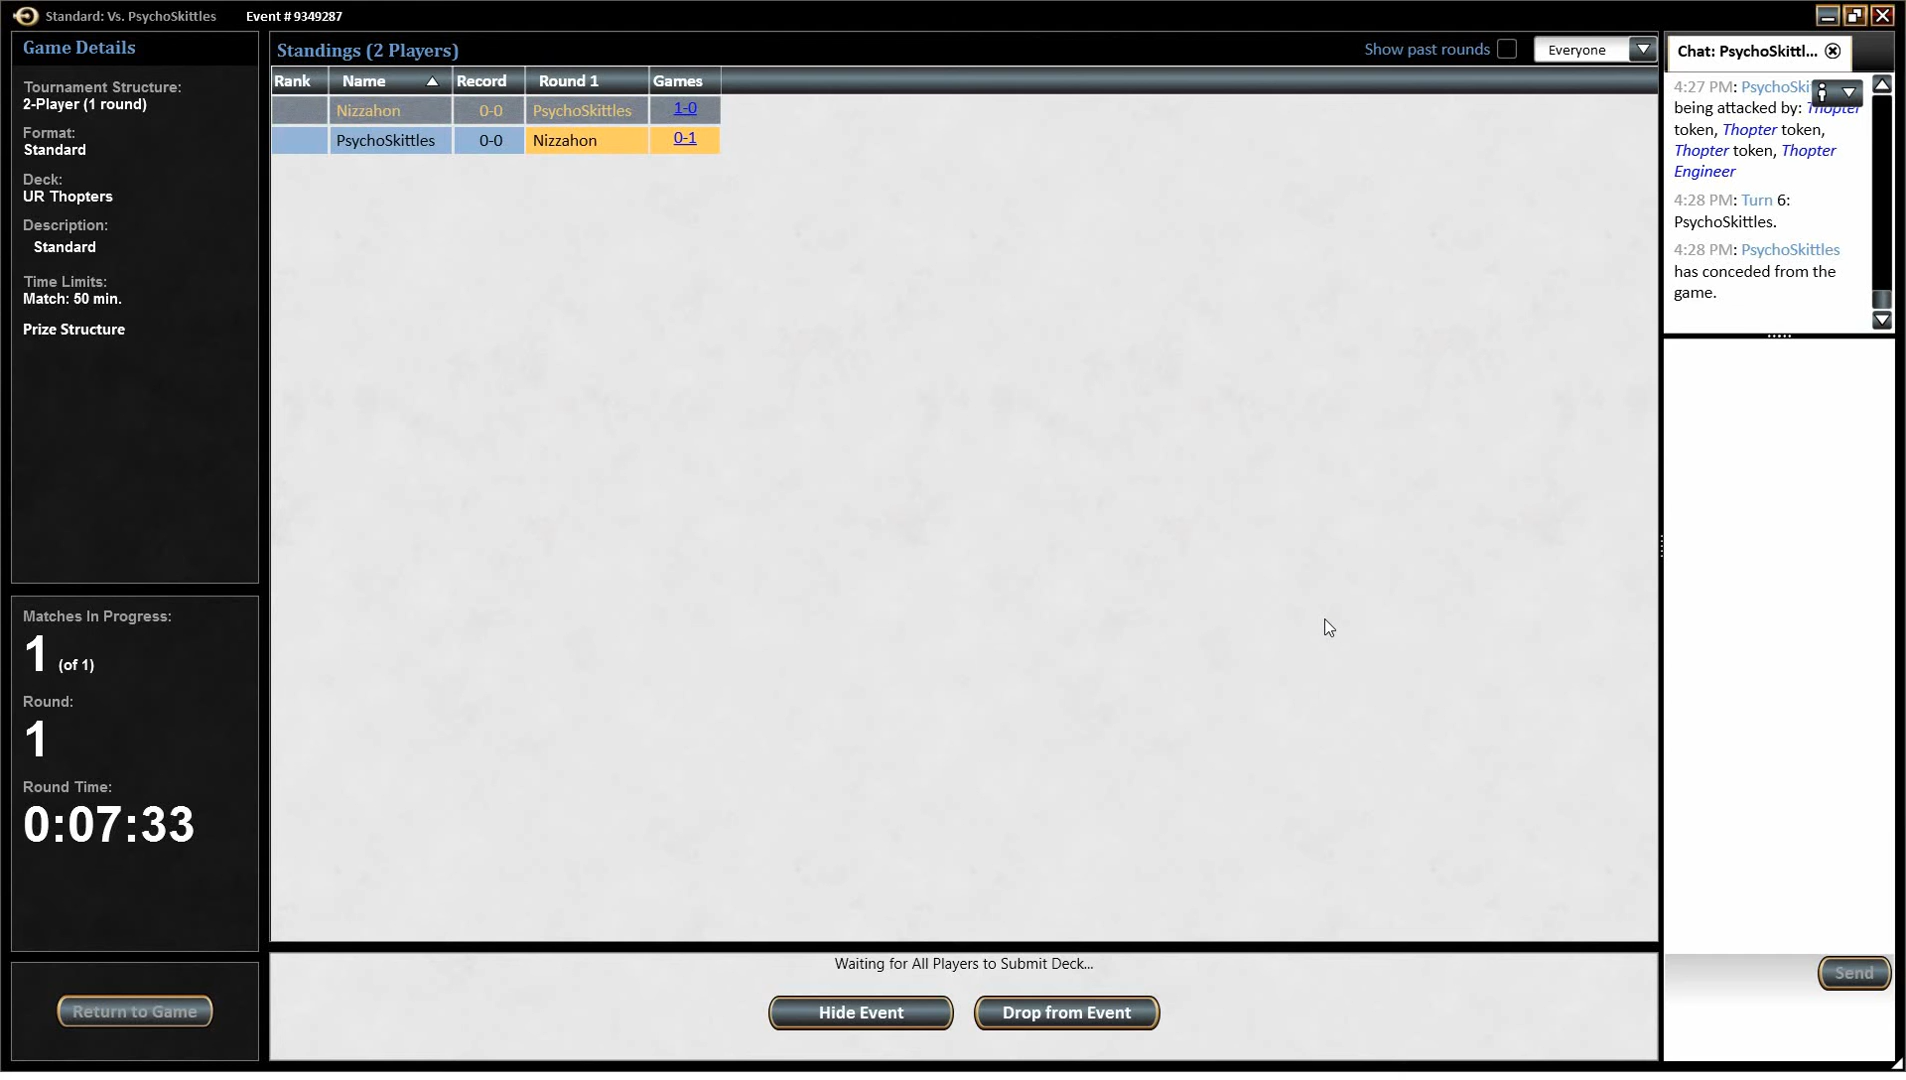 Standard: Vs. PsychoSkittles Event # 9349287
Game Details
Tournament Structure:
2-Player (1 round)
Format:
Standard
Deck:
UR Thopters
Description:
Standard
Time Limits:
Match: 50 min.
Prize Structure
Matches In Progress:
1 (of 1)
Round:
1
Round Time:
0:07:33
Return to Game
Standings (2 Players)
Show past rounds
Everyone
Rank Name Record Round 1 Games
Nizzahon 0-0 PsychoSkittles 1-0
PsychoSkittles 0-0 Nizzahon 0-1
Waiting for All Players to Submit Deck...
Hide Event Drop from Event
Chat: PsychoSkittl...
4:27 PM: PsychoSki
being attacked by: Thopter
token, Thopter token,
Thopter token, Thopter
Engineer
4:28 PM: Turn 6:
PsychoSkittles.
4:28 PM: PsychoSkittles
has conceded from the
game.
Send